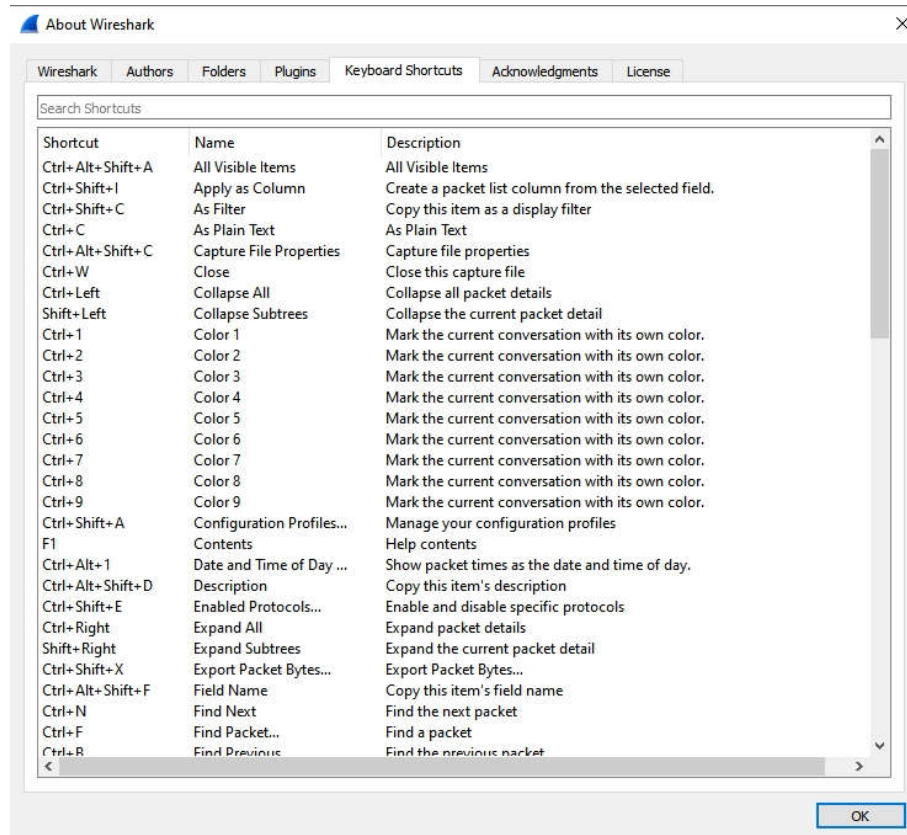 About Wireshark
Wireshark Authors Folders Plugins Keyboard Shortcuts Acknowledgments License
Search Shortcuts
Shortcut Name Description
Ctrl+Alt+Shift+A All Visible Items All Visible Items
Ctrl+Shift+I Apply as Column Create a packet list column from the selected field.
Ctrl+Shift+C As Filter Copy this item as a display filter
Ctrl+C As Plain Text As Plain Text
Ctrl+Alt+Shift+C Capture File Properties Capture file properties
Ctrl+W Close Close this capture file
Ctrl+Left Collapse All Collapse all packet details
Shift+Left Collapse Subtrees Collapse the current packet detail
Ctrl+1 Color 1 Mark the current conversation with its own color.
Ctrl+2 Color 2 Mark the current conversation with its own color.
Ctrl+3 Color 3 Mark the current conversation with its own color.
Ctrl+4 Color 4 Mark the current conversation with its own color.
Ctrl+5 Color 5 Mark the current conversation with its own color.
Ctrl+6 Color 6 Mark the current conversation with its own color.
Ctrl+7 Color 7 Mark the current conversation with its own color.
Ctrl+8 Color 8 Mark the current conversation with its own color.
Ctrl+9 Color 9 Mark the current conversation with its own color.
Ctrl+Shift+A Configuration Profiles... Manage your configuration profiles
F1 Contents Help contents
Ctrl+Alt+1 Date and Time of Day ... Show packet times as the date and time of day.
Ctrl+Alt+Shift+D Description Copy this item's description
Ctrl+Shift+E Enabled Protocols... Enable and disable specific protocols
Ctrl+Right Expand All Expand packet details
Shift+Right Expand Subtrees Expand the current packet detail
Ctrl+Shift+X Export Packet Bytes... Export Packet Bytes...
Ctrl+Alt+Shift+F Field Name Copy this item's field name
Ctrl+N Find Next Find the next packet
Ctrl+F Find Packet... Find a packet
Ctrl+B Find Previous Find the previous packet
OK